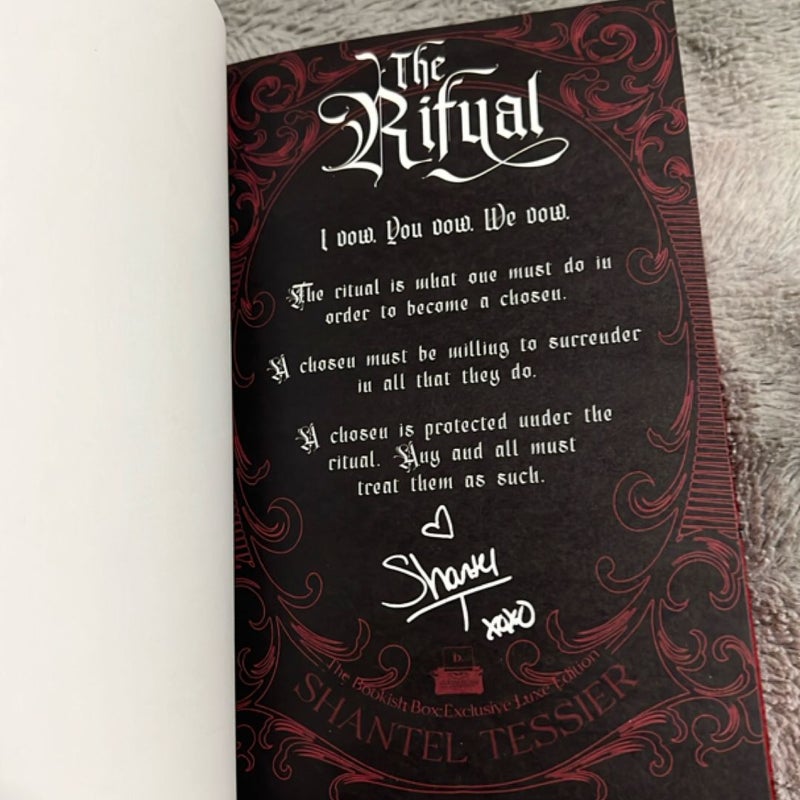 The
Ritual
I vow. You vow. We vow.
The ritual is what one must do in
order to become a chosen.
A chosen must be willing to surrender
in all that they do.
A chosen is protected under the
ritual. Any and all must
treat them as such.
Shantel
T xoxo
b.
The Bookish Box Exclusive Luxe Edition
SHANTEL TESSIER